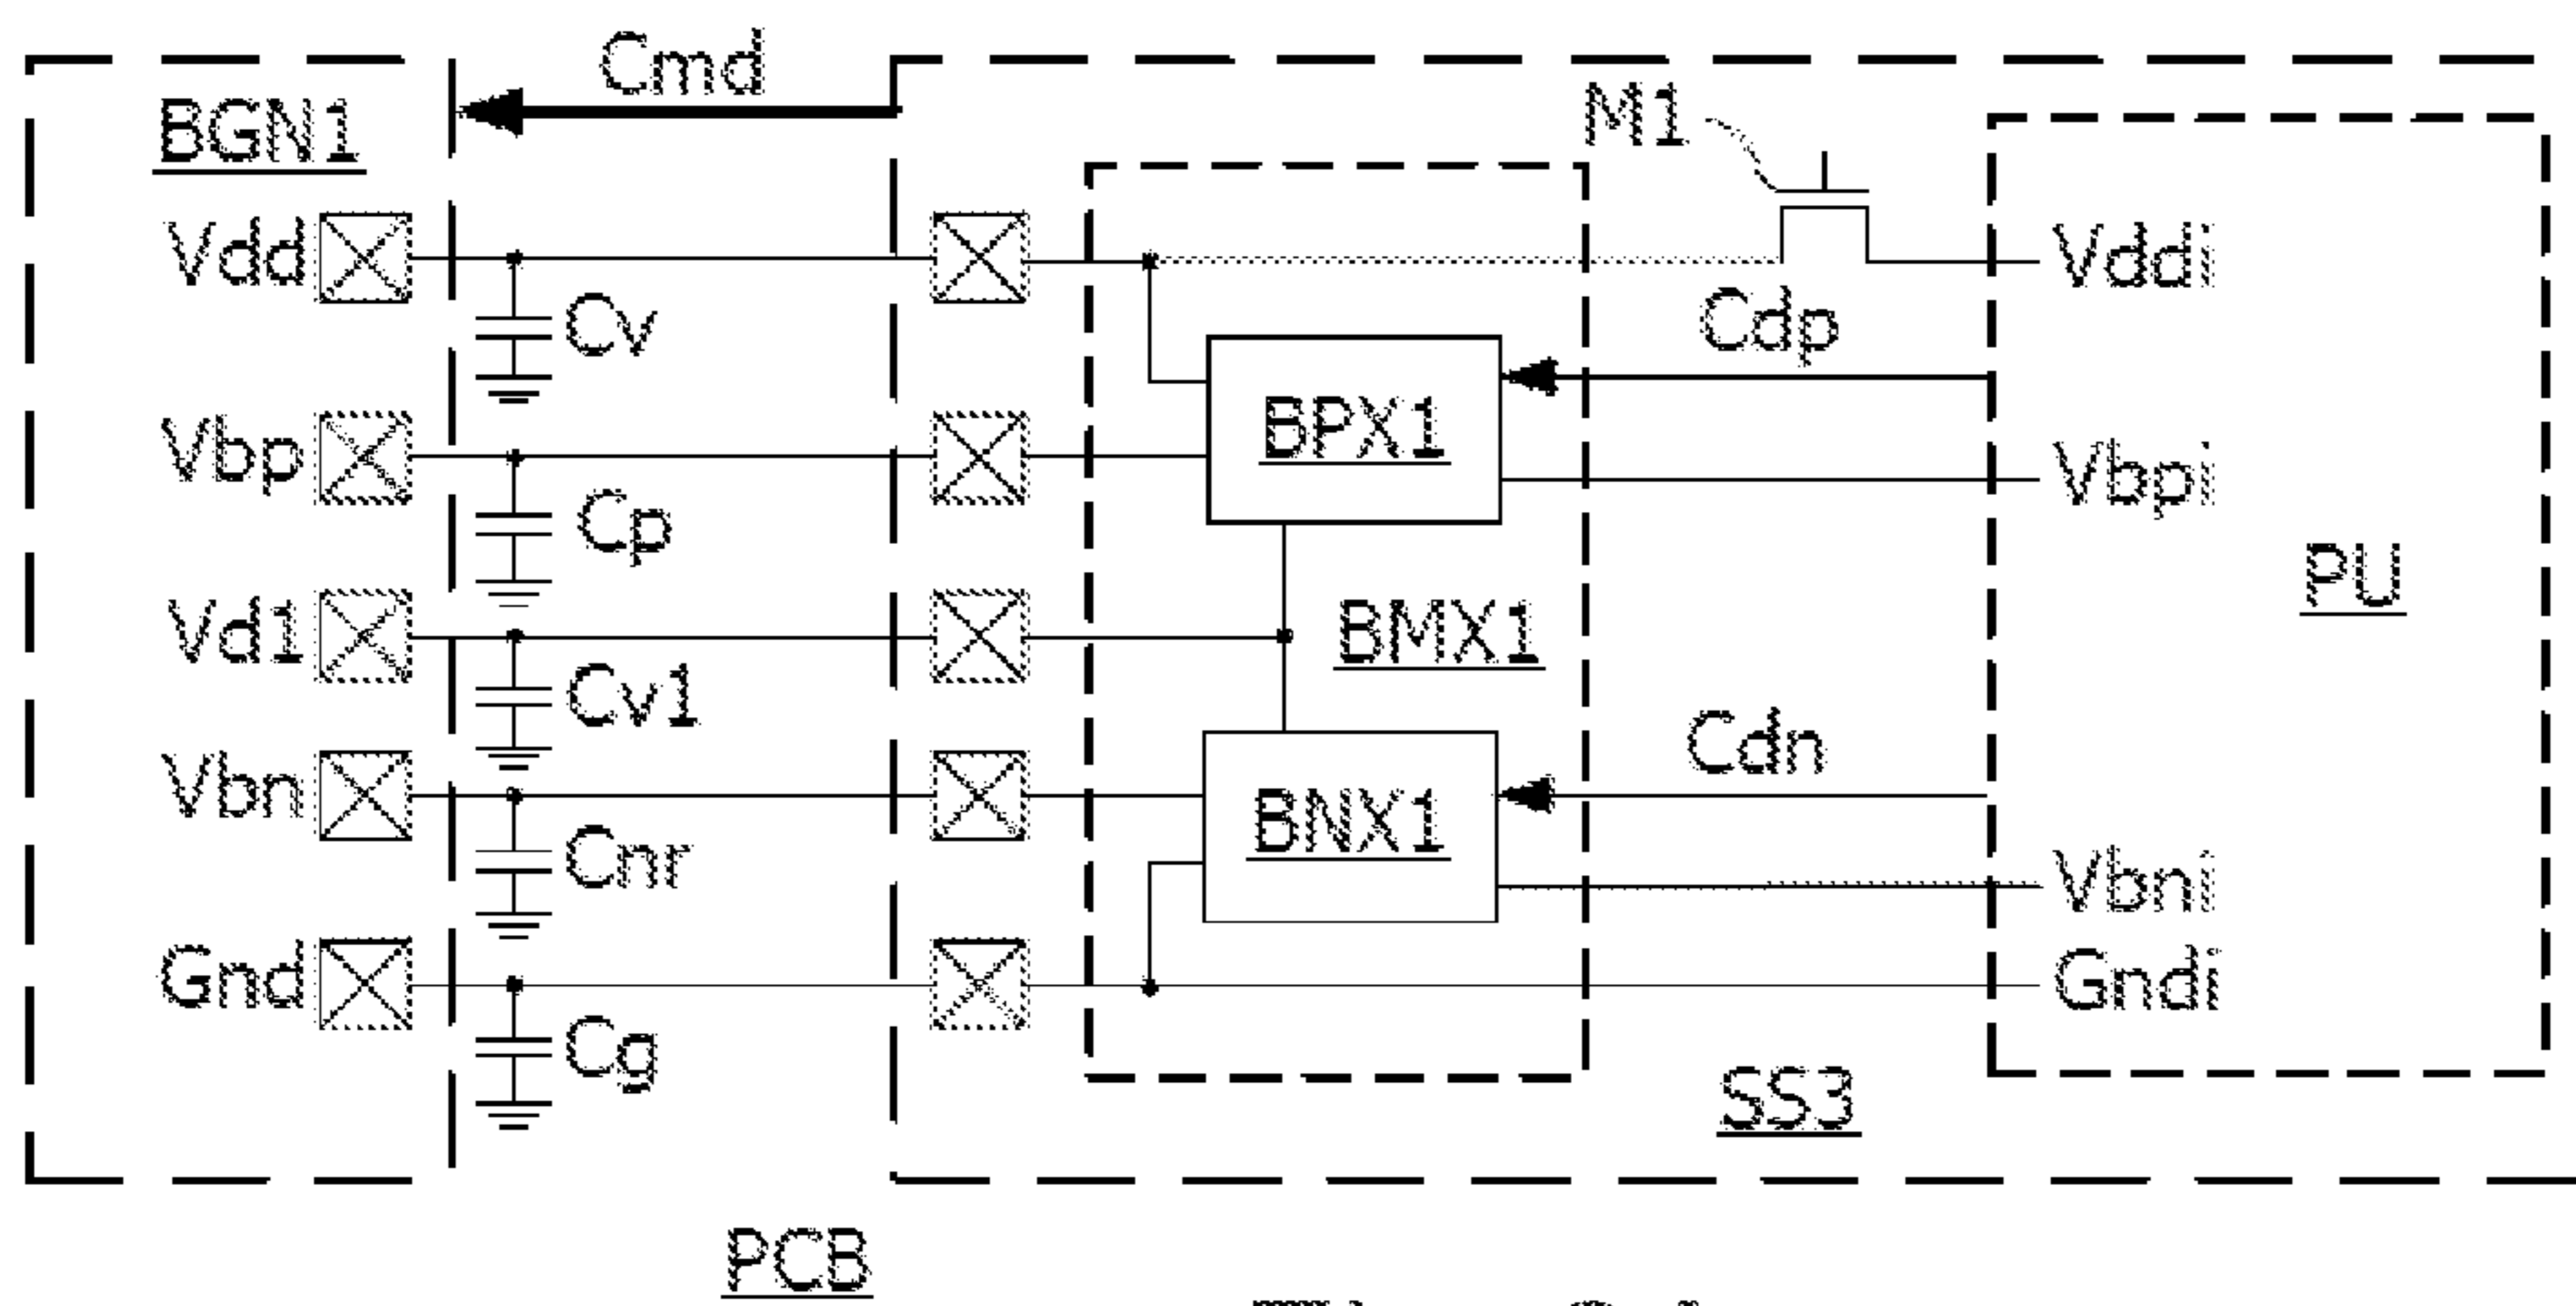 Cmd
BGN1
M1
Vdd
Vddi
Cv
Cdp
BPX1
Vbp
Vbpi
Cp
PU
Vd1
BMX1
Cv1
Cdn
Vbn
BNX1
Cnr
Vbni
Gnd
Gndi
Cg
SS3
PCB